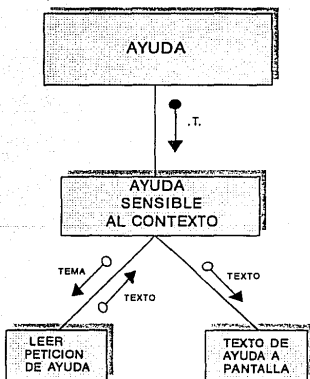 AYUDA
.T.
AYUDA
SENSIBLE
AL CONTEXTO
TEMA
TEXTO
TEXTO
LEER
PETICION
DE AYUDA
TEXTO DE
AYUDA A
PANTALLA